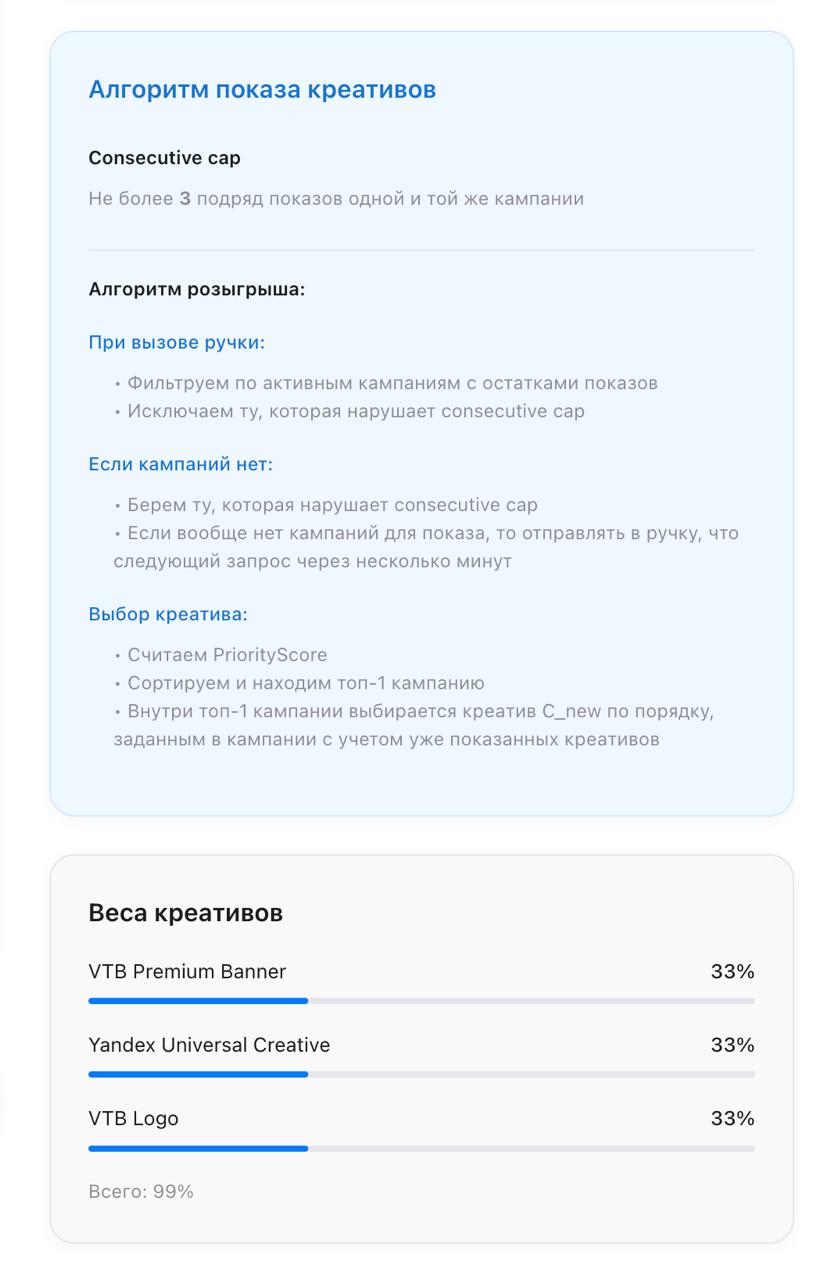 Алгоритм показа креативов
Consecutive cap
Не более 3 подряд показов одной и той же кампании
Алгоритм розыгрыша:
При вызове ручки:
• Фильтруем по активным кампаниям с остатками показов
• Исключаем ту, которая нарушает consecutive cap
Если кампаний нет:
• Берем ту, которая нарушает consecutive cap
• Если вообще нет кампаний для показа, то отправлять в ручку, что
следующий запрос через несколько минут
Выбор креатива:
• Считаем PriorityScore
• Сортируем и находим топ-1 кампанию
• Внутри топ-1 кампании выбирается креатив C_new по порядку,
заданным в кампании с учетом уже показанных креативов
Веса креативов
VTB Premium Banner 33%
Yandex Universal Creative 33%
VTB Logo 33%
Всего: 99%